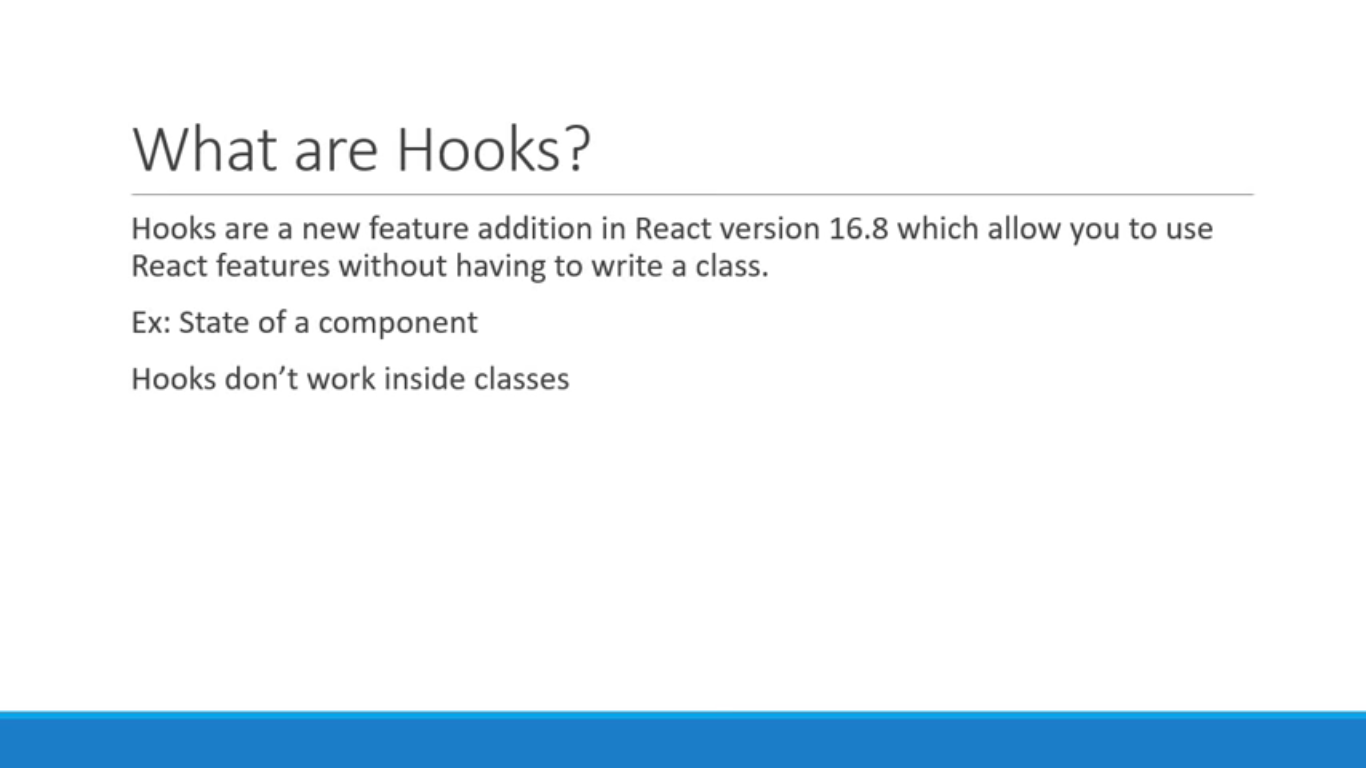 What are Hooks?
Hooks are a new feature addition in React version 16.8 which allow you to use
React features without having to write a class.
Ex: State of a component
Hooks don’t work inside classes